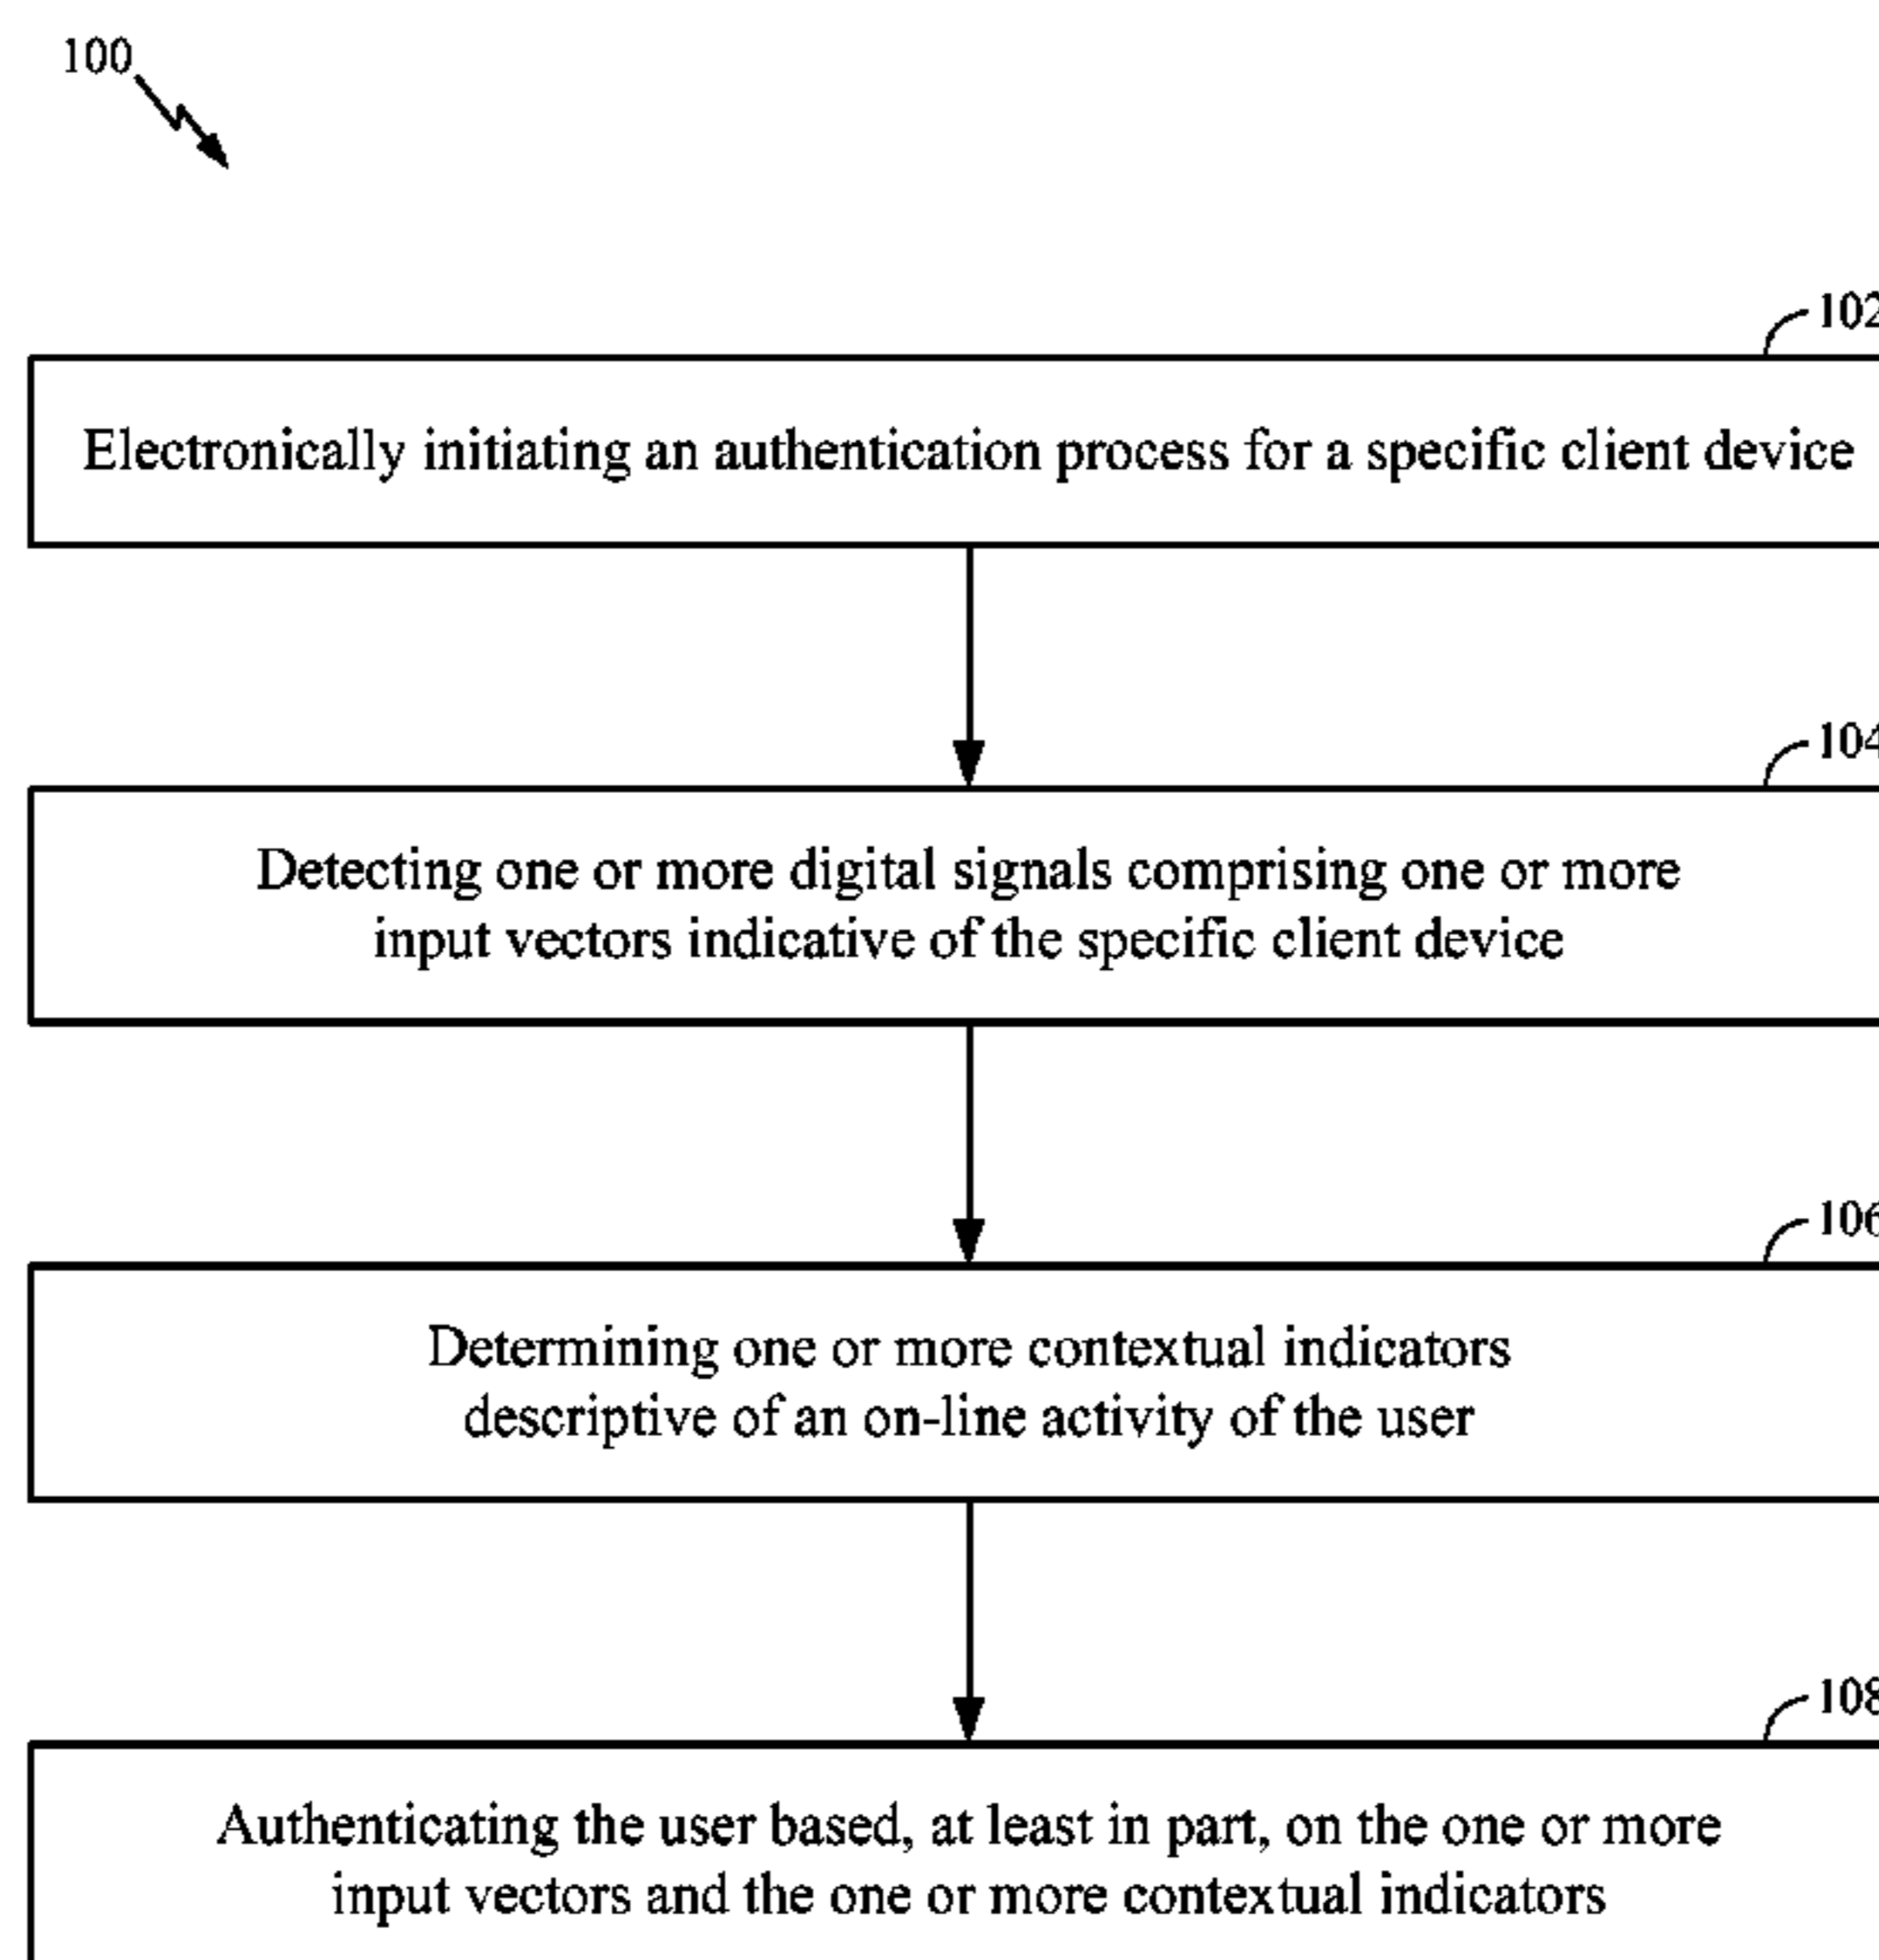 100
102
Electronically initiating an authentication process for a specific client device
104
Detecting one or more digital signals comprising one or more
input vectors indicative of the specific client device
106
Determining one or more contextual indicators
descriptive of an on-line activity of the user
108
Authenticating the user based, at least in part, on the one or more
input vectors and the one or more contextual indicators